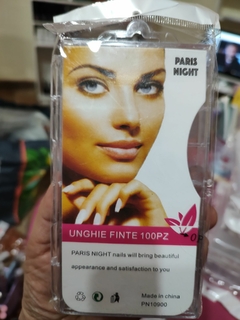 PARIS
NIGHT
UNGHIE FINTE 100PZ
PARIS NIGHT nails will bring beautiful
appearance and satisfaction to you
Made in china
PN10900